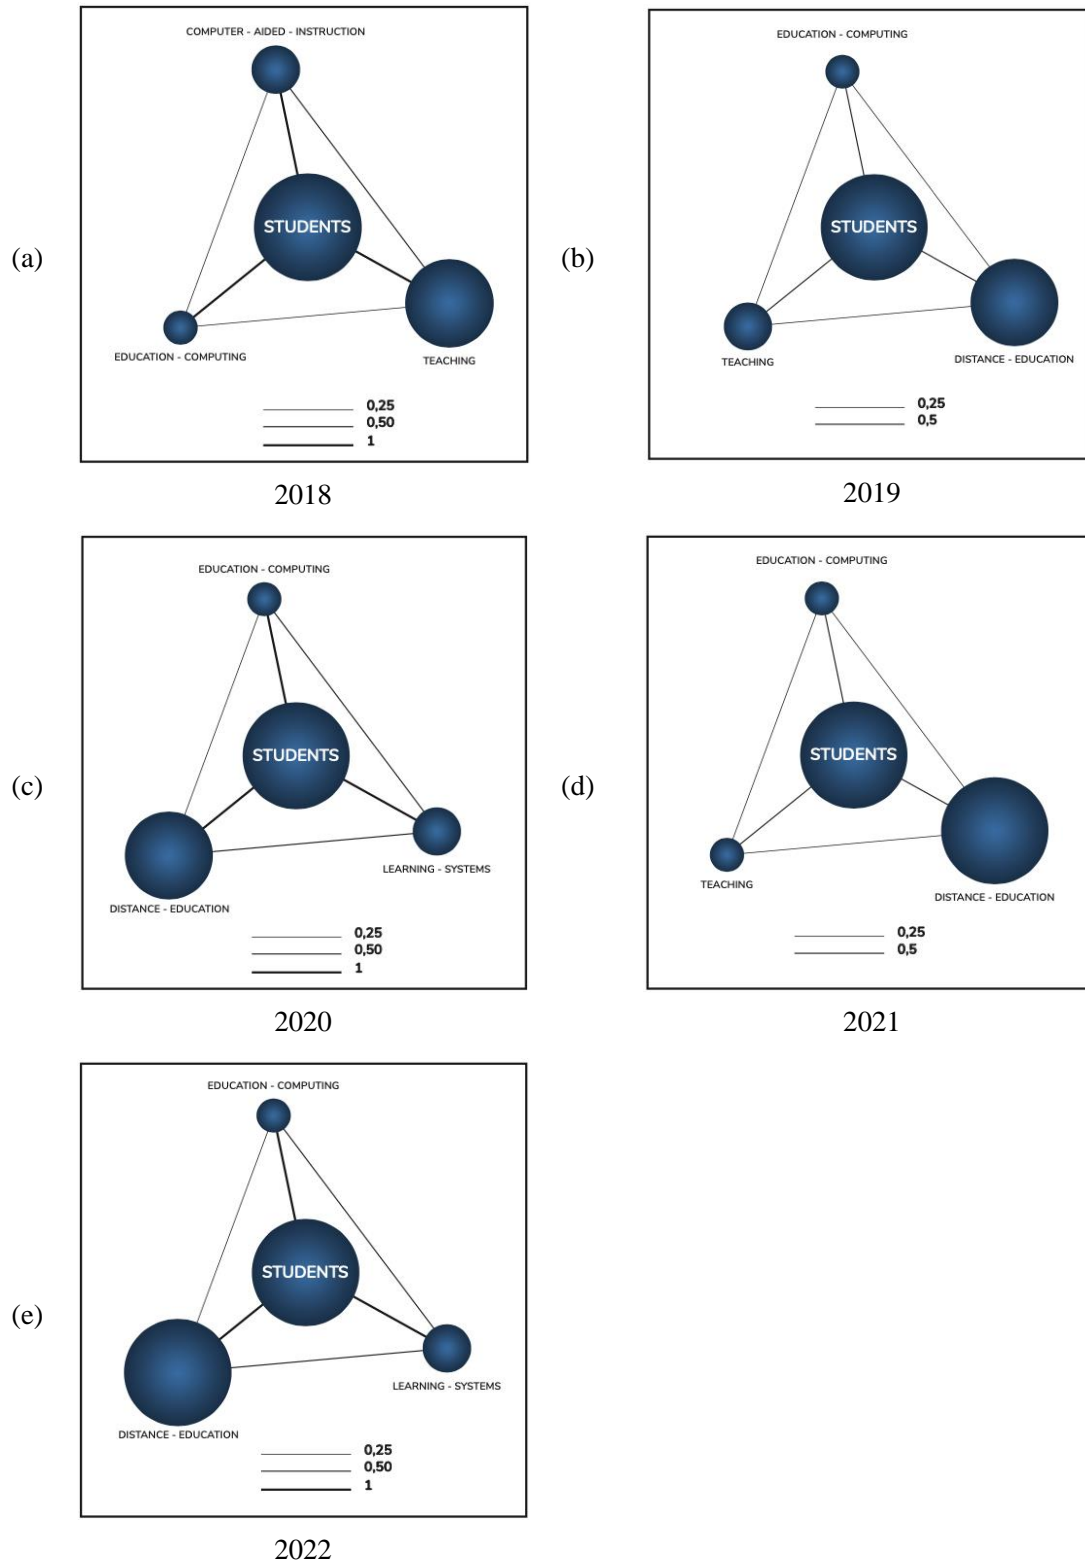 (a)
COMPUTER - AIDED - INSTRUCTION
STUDENTS
EDUCATION - COMPUTING
TEACHING
0,25
0,50
1
2018
(b)
EDUCATION - COMPUTING
STUDENTS
TEACHING
DISTANCE - EDUCATION
0,25
0,5
2019
(c)
EDUCATION - COMPUTING
STUDENTS
LEARNING - SYSTEMS
DISTANCE - EDUCATION
0,25
0,50
1
2020
(d)
EDUCATION - COMPUTING
STUDENTS
TEACHING
DISTANCE - EDUCATION
0,25
0,5
2021
(e)
EDUCATION - COMPUTING
STUDENTS
LEARNING - SYSTEMS
DISTANCE - EDUCATION
0,25
0,50
1
2022